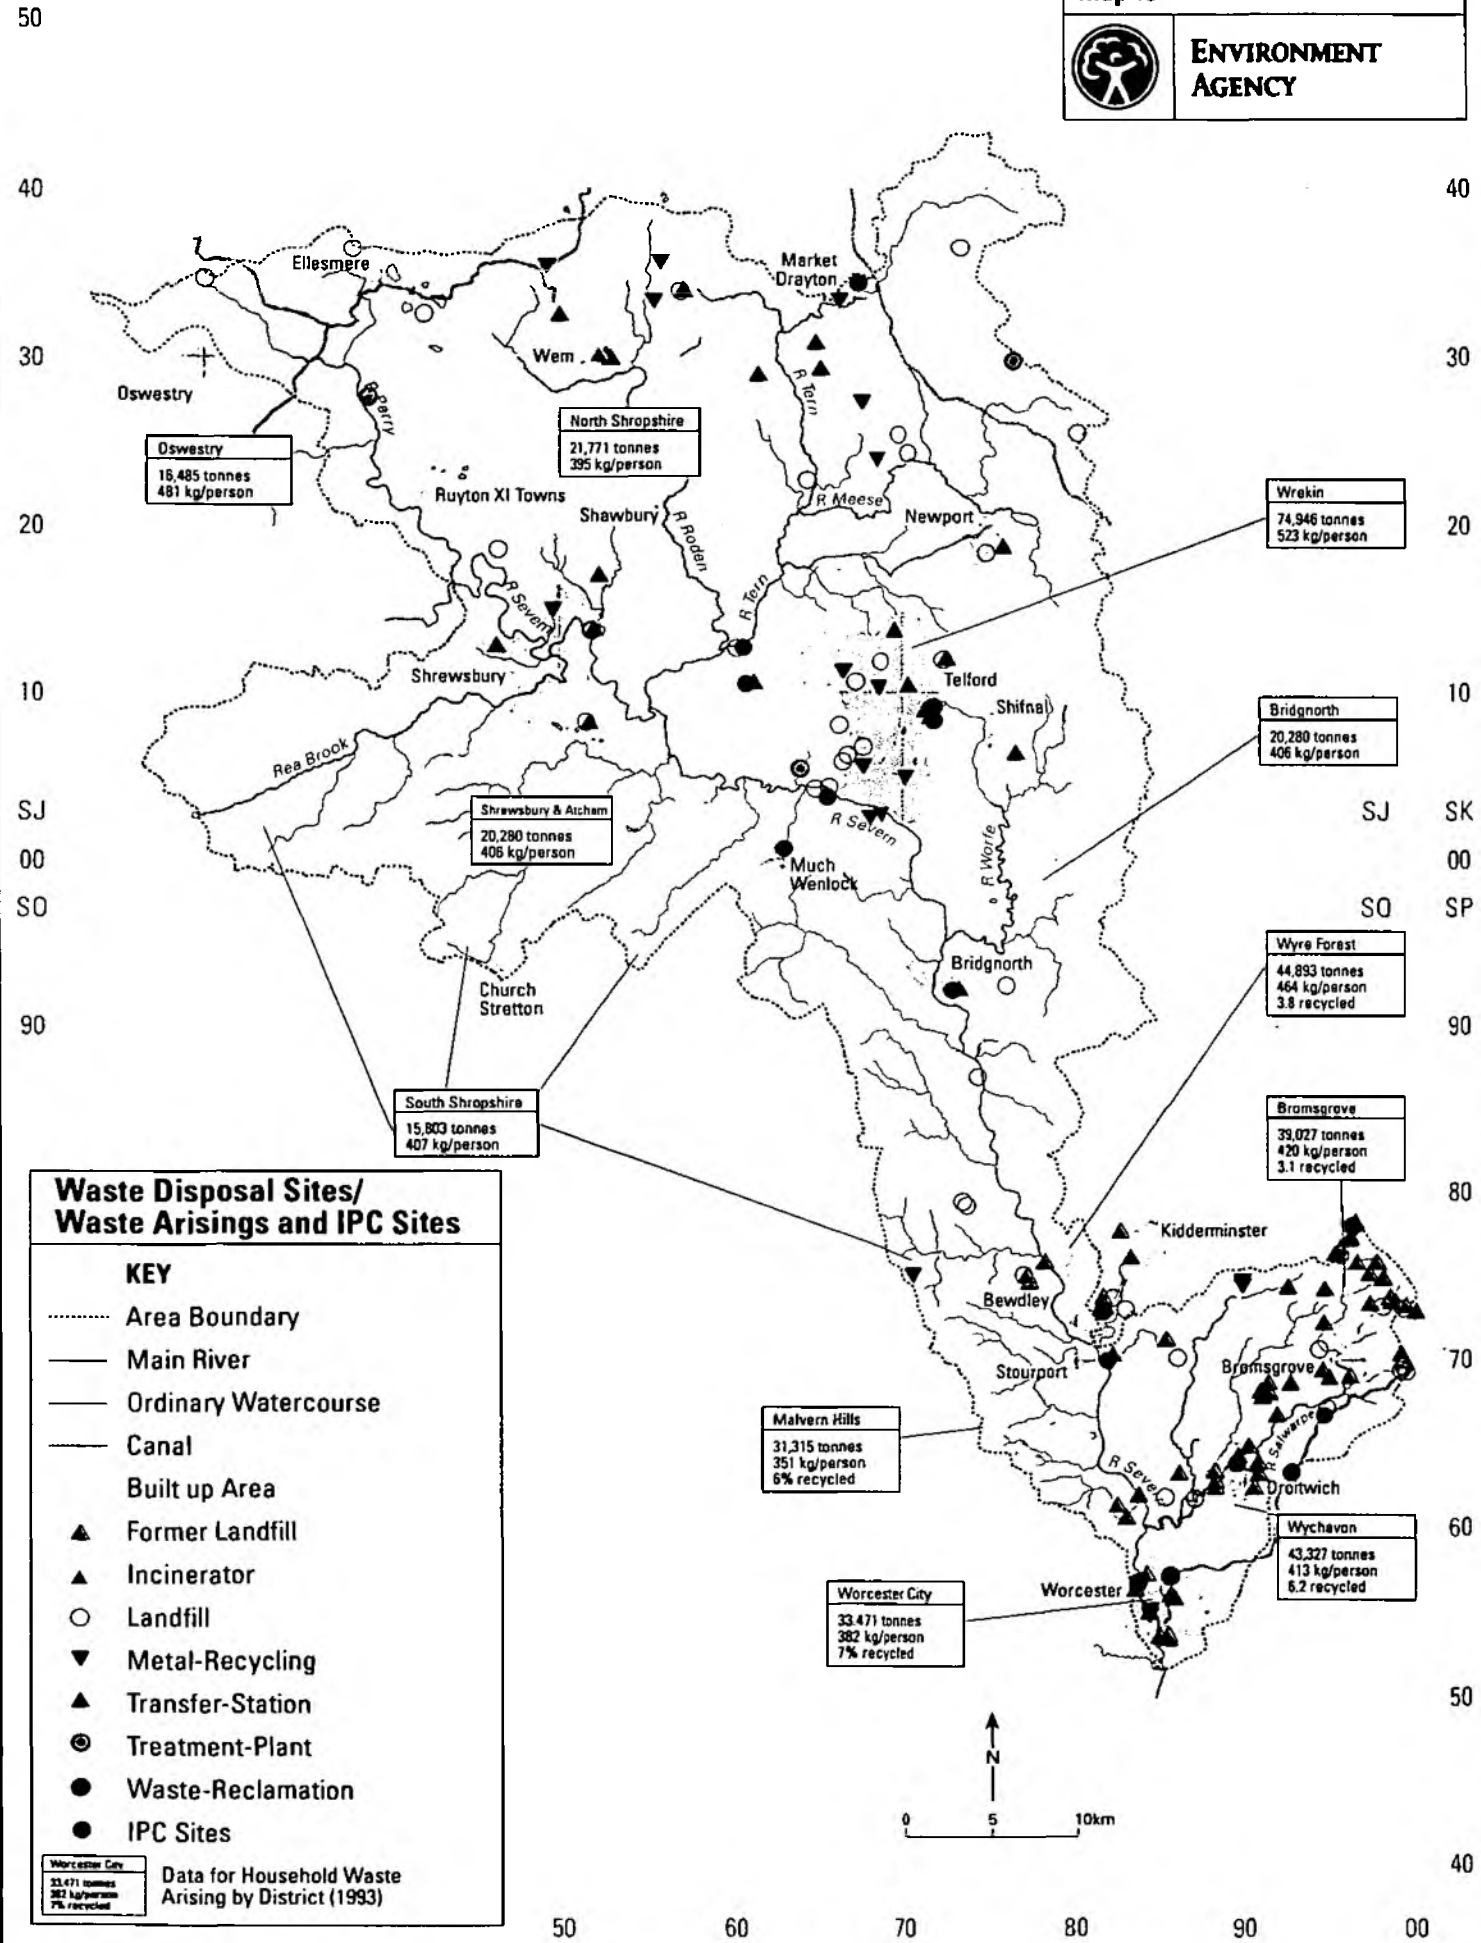 50
ENVIRONMENT
AGENCY
40
40
Ellesmere
Market
Drayton
30
30
Wem
Oswestry
R Perry
R Tern
North Shropshire
21,771 tonnes
395 kg/person
Oswestry
16,485 tonnes
481 kg/person
Ruyton XI Towns
R Meese
Wrekin
74,946 tonnes
523 kg/person
20
20
Shawbury
R Roden
Newport
R Severn
R Tern
Shrewsbury
Telford
10
10
Shifnal
Bridgnorth
20,280 tonnes
406 kg/person
Rea Brook
SJ
SJ
SK
Shrewsbury & Atcham
20,280 tonnes
406 kg/person
R Severn
R Worfe
00
00
Much
Wenlock
SO
SO
SP
Wyre Forest
44,893 tonnes
464 kg/person
3.8 recycled
Bridgnorth
Church
Stretton
90
90
South Shropshire
15,803 tonnes
407 kg/person
Bromsgrove
39,027 tonnes
420 kg/person
3.1 recycled
80
Kidderminster
Bewdley
70
Stourport
Bromsgrove
Malvern Hills
31,315 tonnes
351 kg/person
6% recycled
R Salwarpe
R Severn
Droitwich
60
Wychavon
43,327 tonnes
413 kg/person
6.2 recycled
Worcester
Worcester City
33.471 tonnes
382 kg/person
7% recycled
50
N
0 5 10km
40
Waste Disposal Sites/
Waste Arisings and IPC Sites
KEY
Area Boundary
Main River
Ordinary Watercourse
Canal
Built up Area
Former Landfill
Incinerator
Landfill
Metal-Recycling
Transfer-Station
Treatment-Plant
Waste-Reclamation
IPC Sites
Worcester City
33.471 tonnes
382 kg/person
7% recycled
Data for Household Waste
Arising by District (1993)
50 60 70 80 90 00